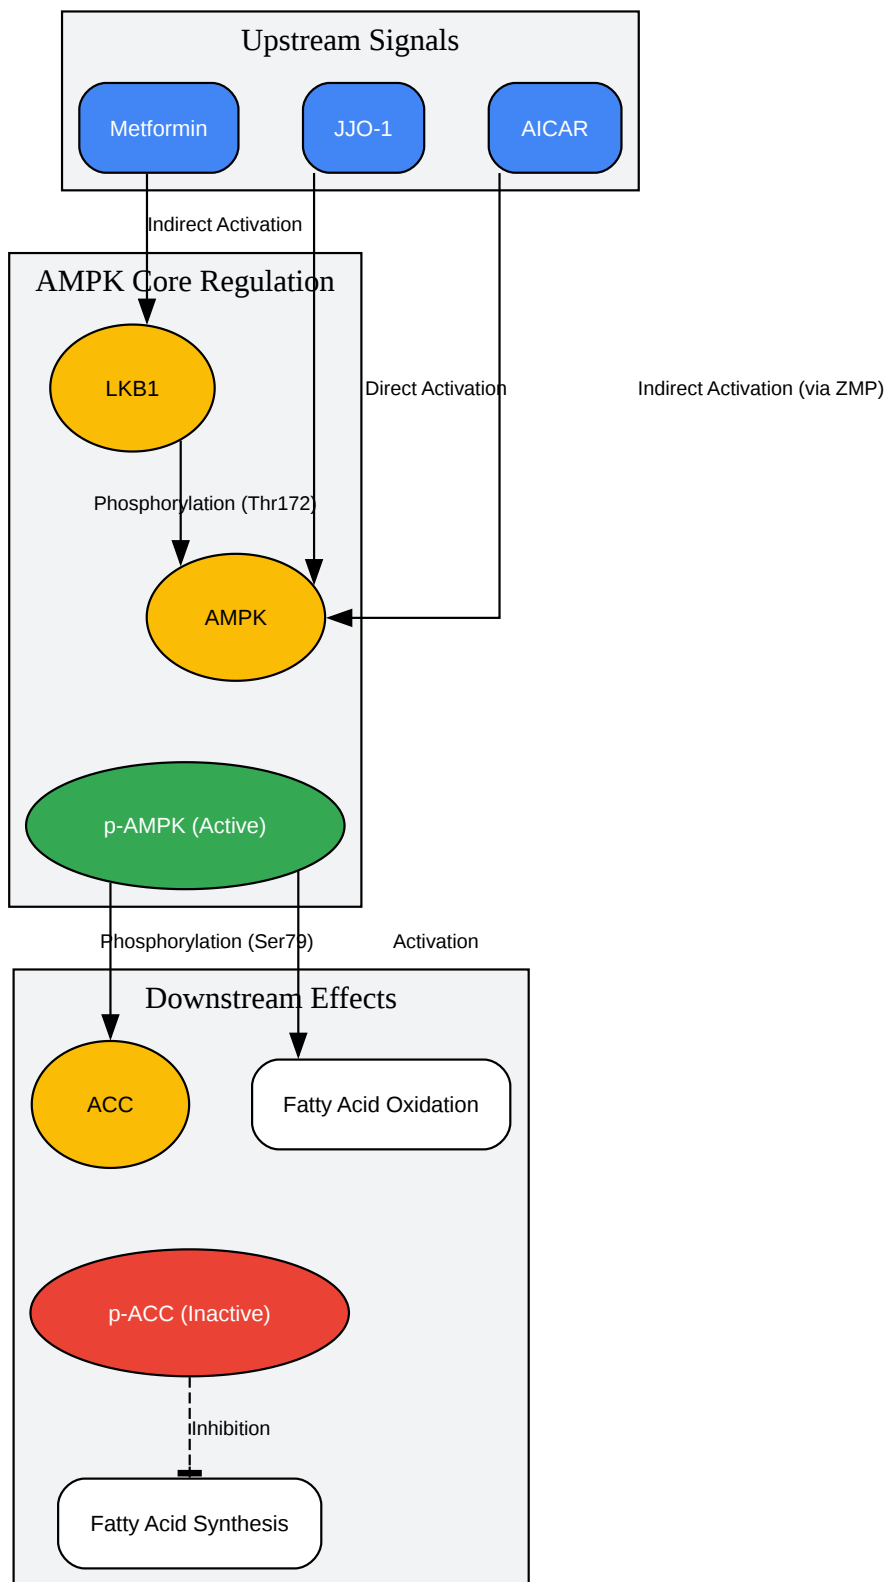 Upstream Signals
Metformin
JJO-1
AICAR
Indirect Activation
AMPK Core Regulation
LKB1
Direct Activation
Indirect Activation (via ZMP)
Phosphorylation (Thr172)
AMPK
p-AMPK (Active)
Phosphorylation (Ser79)
Activation
Downstream Effects
ACC
Fatty Acid Oxidation
p-ACC (Inactive)
Inhibition
Fatty Acid Synthesis